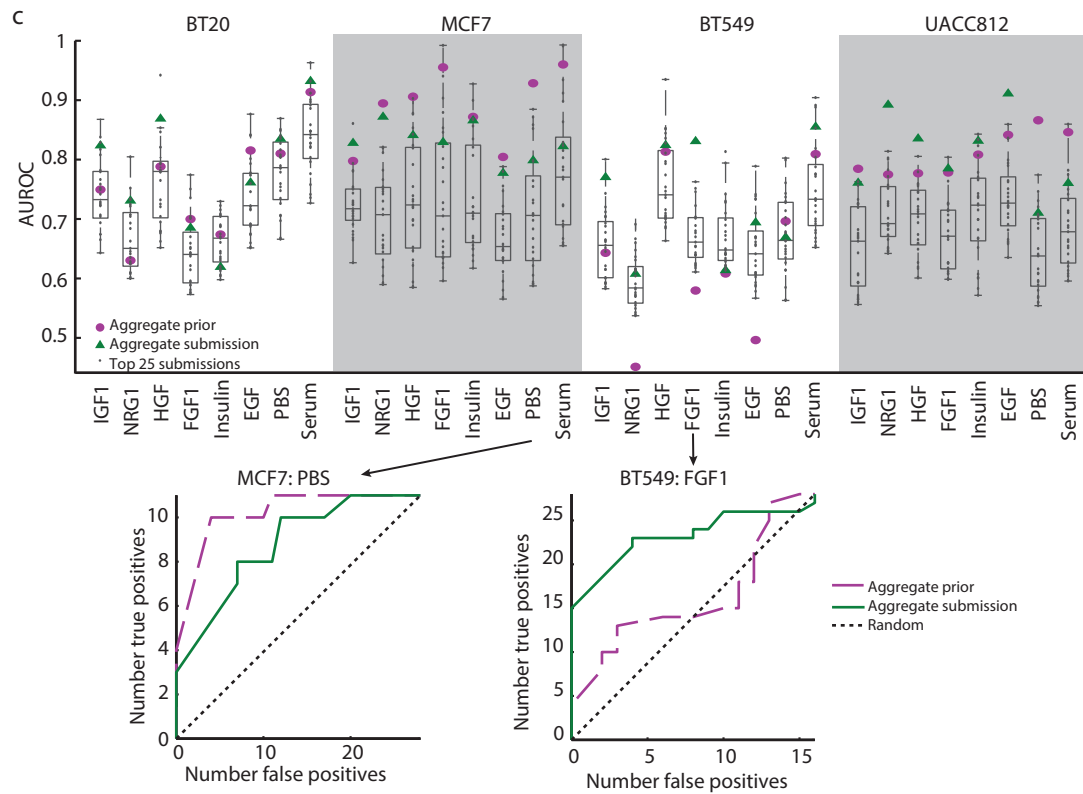 C
BT20 MCF7 BT549 UACC812
AUROC
1
0.9
0.8
0.7
0.6
0.5
Aggregate prior
Aggregate submission
Top 25 submissions
IGF1 NRG1 HGF FGF1 Insulin EGF PBS Serum IGF1 NRG1 HGF FGF1 Insulin EGF PBS Serum IGF1 NRG1 HGF FGF1 Insulin EGF PBS Serum IGF1 NRG1 HGF FGF1 Insulin EGF PBS Serum
MCF7: PBS
Number true positives
10
8
6
4
2
0
0 10 20
Number false positives
BT549: FGF1
Number true positives
25
20
15
10
5
0
0 5 10 15
Number false positives
Aggregate prior
Aggregate submission
Random